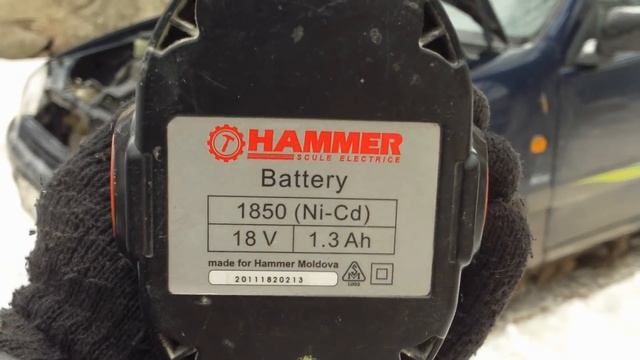 HAMMER
SCULE ELECTRICE
Battery
1850 (Ni-Cd)
18 V 1.3 Ah
made for Hammer Moldova
20111820213